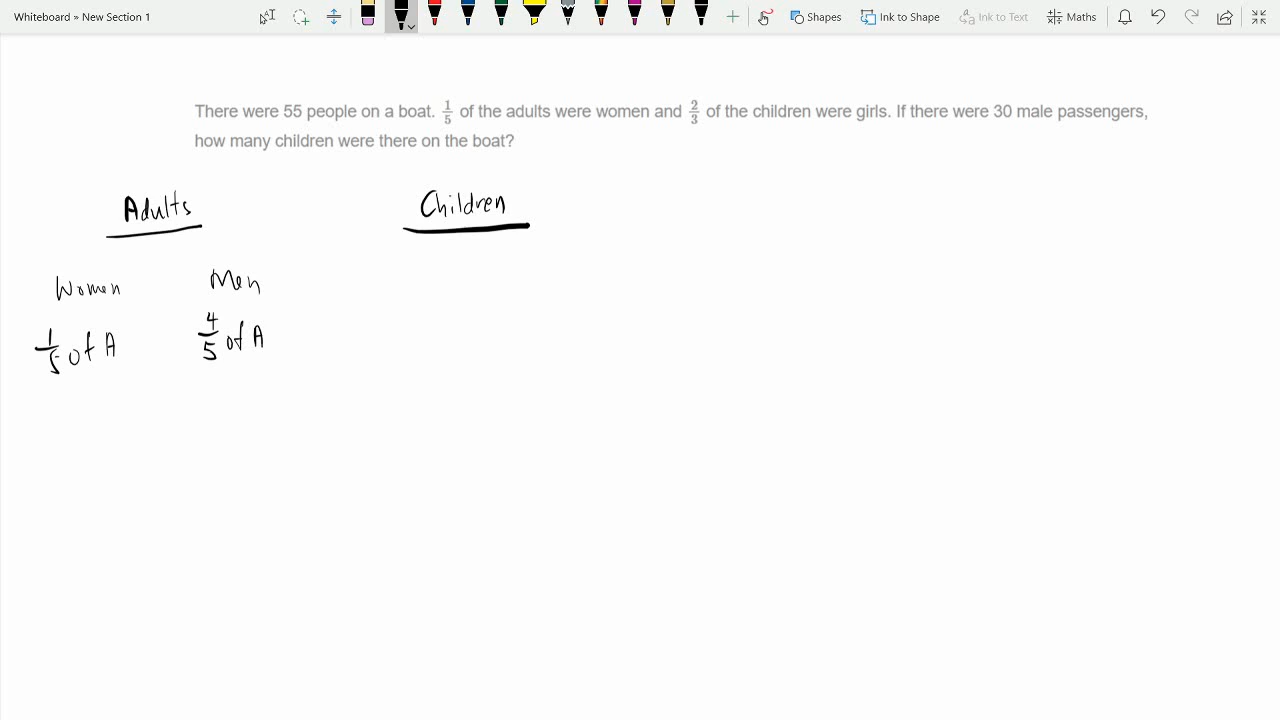 Whiteboard » New Section 1
Shapes
Ink to Shape
Ink to Text
Maths
There were 55 people on a boat. 1/5 of the adults were women and 2/3 of the children were girls. If there were 30 male passengers,
how many children were there on the boat?
Adults
Children
Women
Men
1/5 of A
4/5 of A